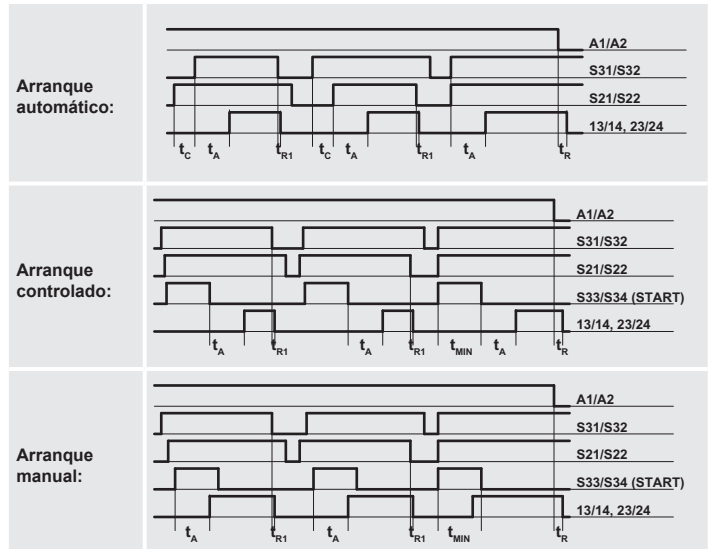 Arranque
automático:
A1/A2
S31/S32
S21/S22
13/14, 23/24
tC tA tR1 tC tA tR1 tA tR
Arranque
controlado:
A1/A2
S31/S32
S21/S22
S33/S34 (START)
13/14, 23/24
tA tR1 tA tR1 tMIN tA tR
Arranque
manual:
A1/A2
S31/S32
S21/S22
S33/S34 (START)
13/14, 23/24
tA tR1 tA tR1 tMIN tR